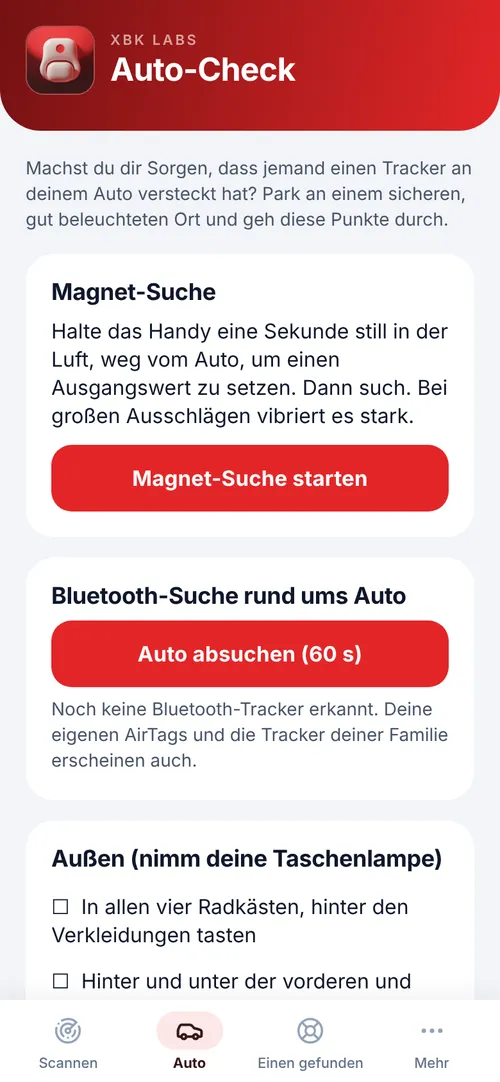 XBK LABS
Auto-Check
Machst du dir Sorgen, dass jemand einen Tracker an
deinem Auto versteckt hat? Park an einem sicheren,
gut beleuchteten Ort und geh diese Punkte durch.
Magnet-Suche
Halte das Handy eine Sekunde still in der
Luft, weg vom Auto, um einen
Ausgangswert zu setzen. Dann such. Bei
großen Ausschlägen vibriert es stark.
Magnet-Suche starten
Bluetooth-Suche rund ums Auto
Auto absuchen (60 s)
Noch keine Bluetooth-Tracker erkannt. Deine
eigenen AirTags und die Tracker deiner Familie
erscheinen auch.
Außen (nimm deine Taschenlampe)
☐ In allen vier Radkästen, hinter den
Verkleidungen tasten
☐ Hinter und unter der vorderen und
Scannen
Auto
Einen gefunden
Mehr